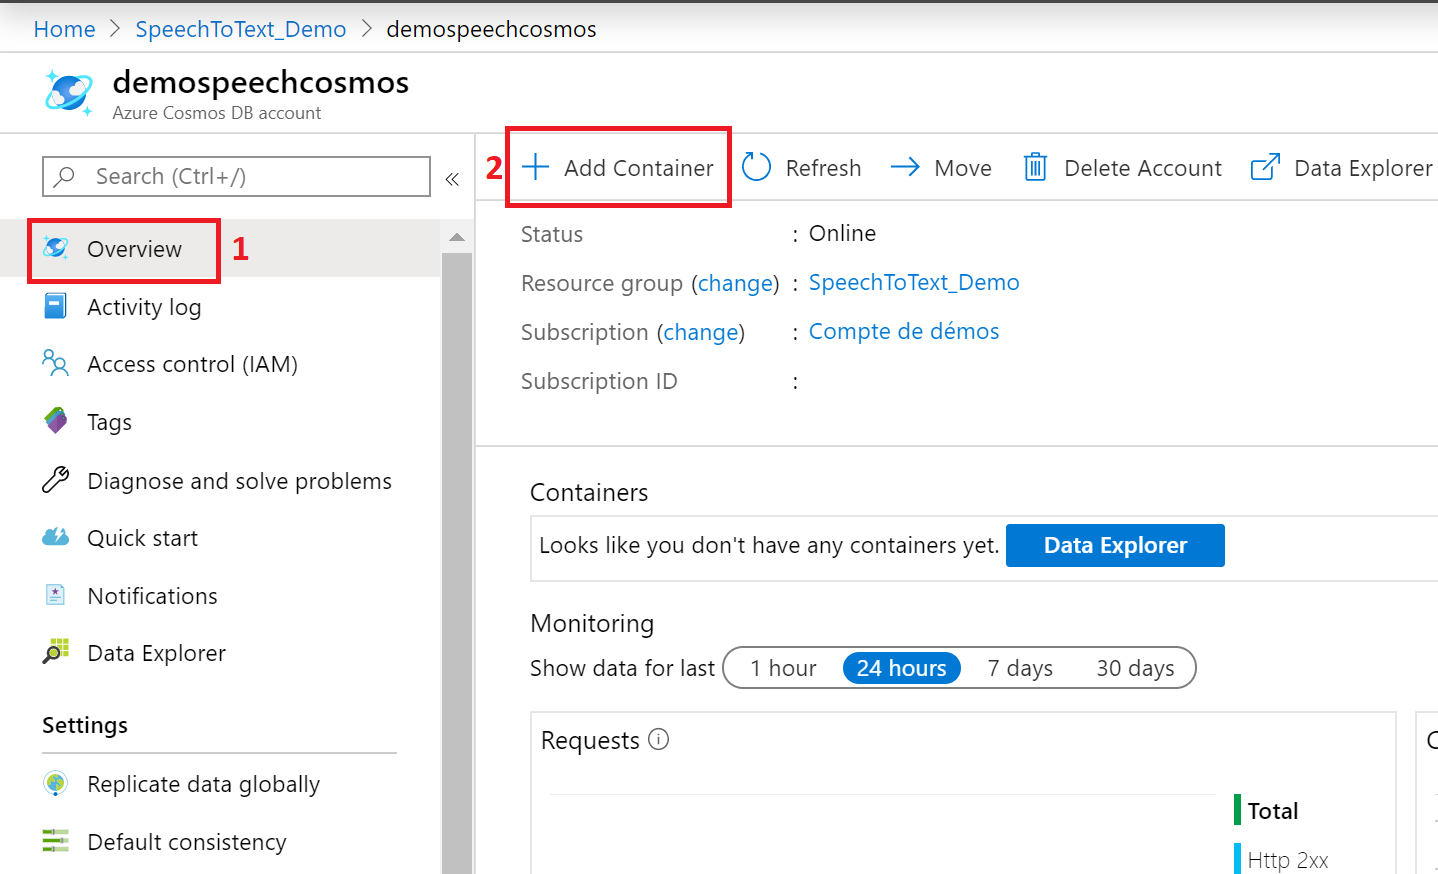 Home > SpeechToText_Demo > demospeechcosmos
demospeechcosmos
Azure Cosmos DB account
Search (Ctrl+/)
«
2
Add Container
Refresh
Move
Delete Account
Data Explorer
Overview
1
Activity log
Access control (IAM)
Tags
Diagnose and solve problems
Quick start
Notifications
Data Explorer
Settings
Replicate data globally
Default consistency
Status : Online
Resource group (change) : SpeechToText_Demo
Subscription (change) : Compte de démos
Subscription ID :
Containers
Looks like you don't have any containers yet. Data Explorer
Monitoring
Show data for last 1 hour 24 hours 7 days 30 days
Requests
Total
Http 2xx